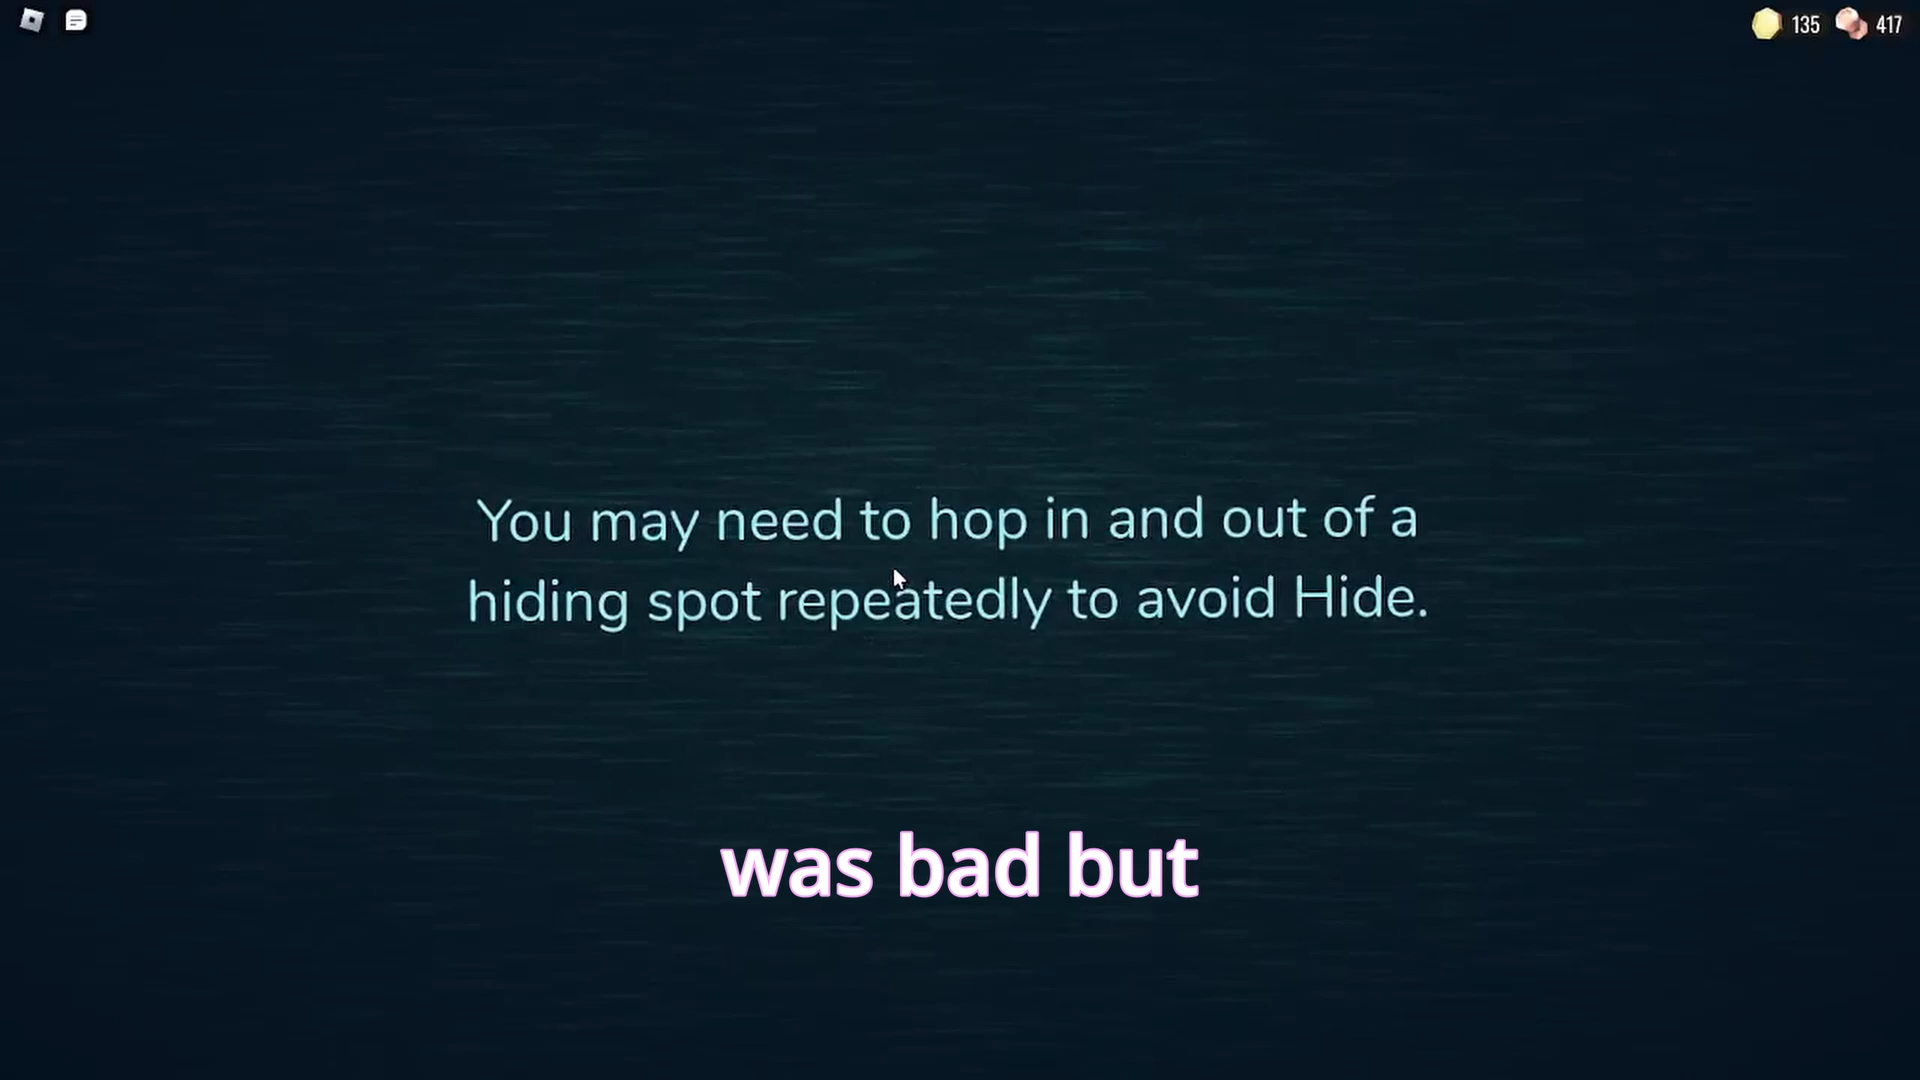 135 417
You may need to hop in and out of a
hiding spot repeatedly to avoid Hide.
was bad but